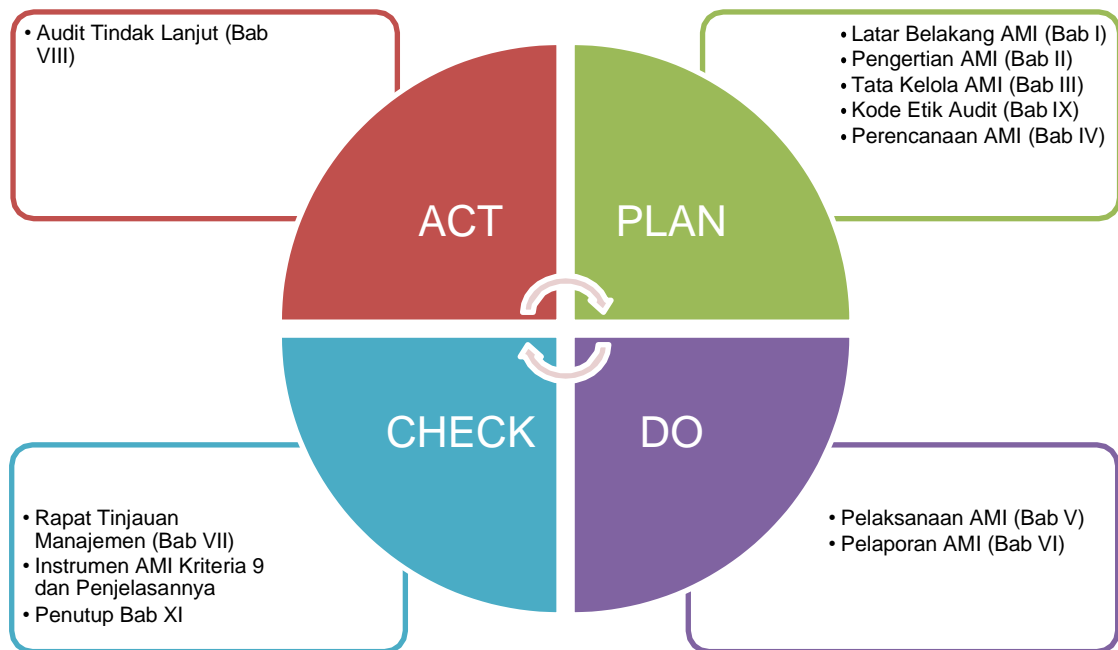 • Audit Tindak Lanjut (Bab
VIII)
• Latar Belakang AMI (Bab I)
• Pengertian AMI (Bab II)
• Tata Kelola AMI (Bab III)
• Kode Etik Audit (Bab IX)
• Perencanaan AMI (Bab IV)
ACT
PLAN
CHECK
DO
• Rapat Tinjauan
Manajemen (Bab VII)
• Instrumen AMI Kriteria 9
dan Penjelasannya
• Penutup Bab XI
• Pelaksanaan AMI (Bab V)
• Pelaporan AMI (Bab VI)